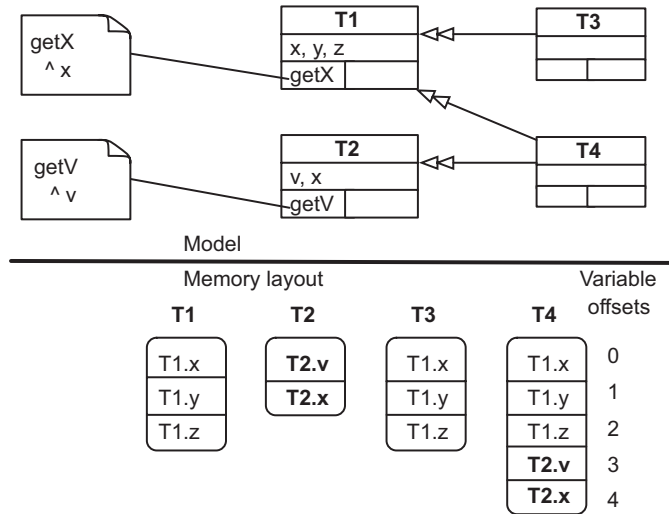 T1
T3
getX
^ x
x, y, z
getX
T2
T4
getV
^ v
v, x
getV
Model
Memory layout
Variable
offsets
T1
T2
T3
T4
T1.x
T2.v
T1.x
T1.x
0
T1.y
T2.x
T1.y
T1.y
1
T1.z
T1.z
T1.z
2
T2.v
3
T2.x
4